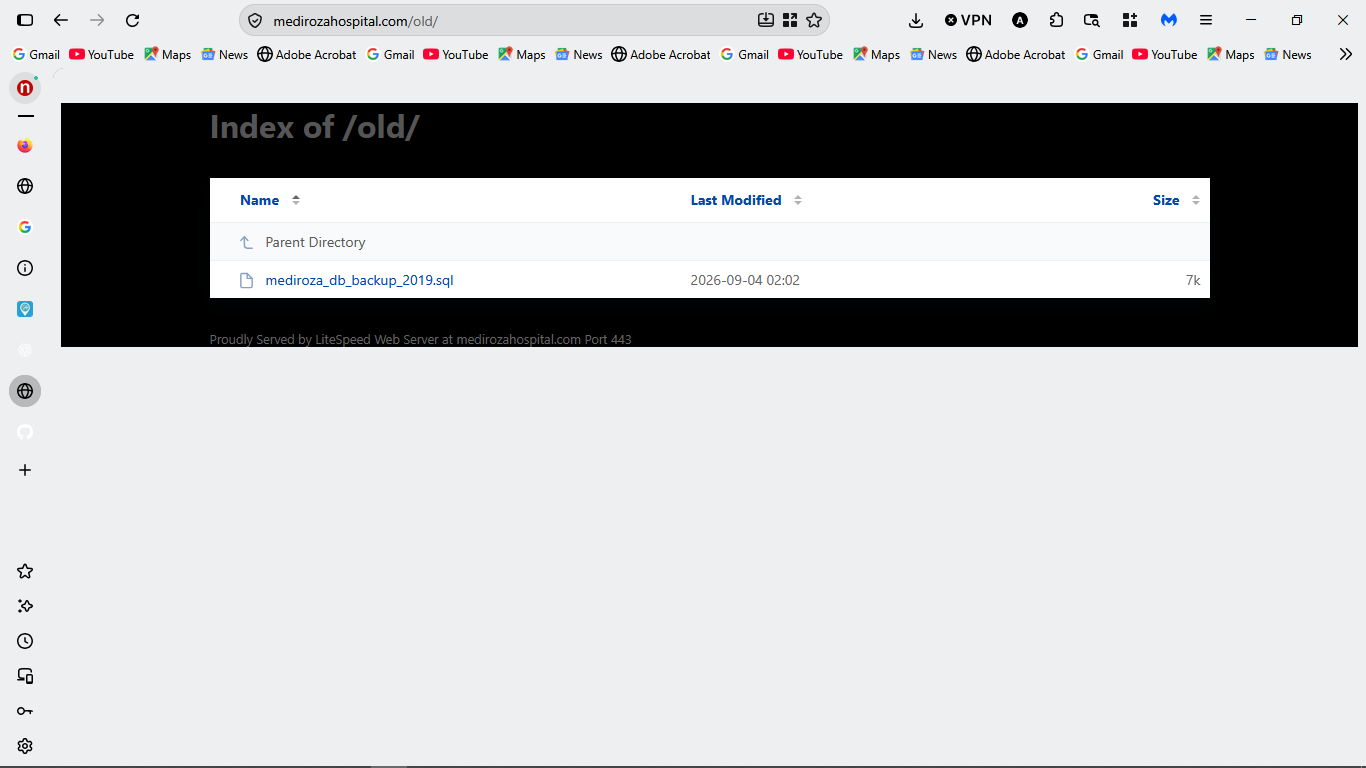 medirozahospital.com/old/
VPN
A
Gmail YouTube Maps News Adobe Acrobat Gmail YouTube Maps News Adobe Acrobat Gmail YouTube Maps News Adobe Acrobat Gmail YouTube Maps News
n
Index of /old/
Name Last Modified Size
Parent Directory
mediroza_db_backup_2019.sql 2026-09-04 02:02 7k
Proudly Served by LiteSpeed Web Server at medirozahospital.com Port 443